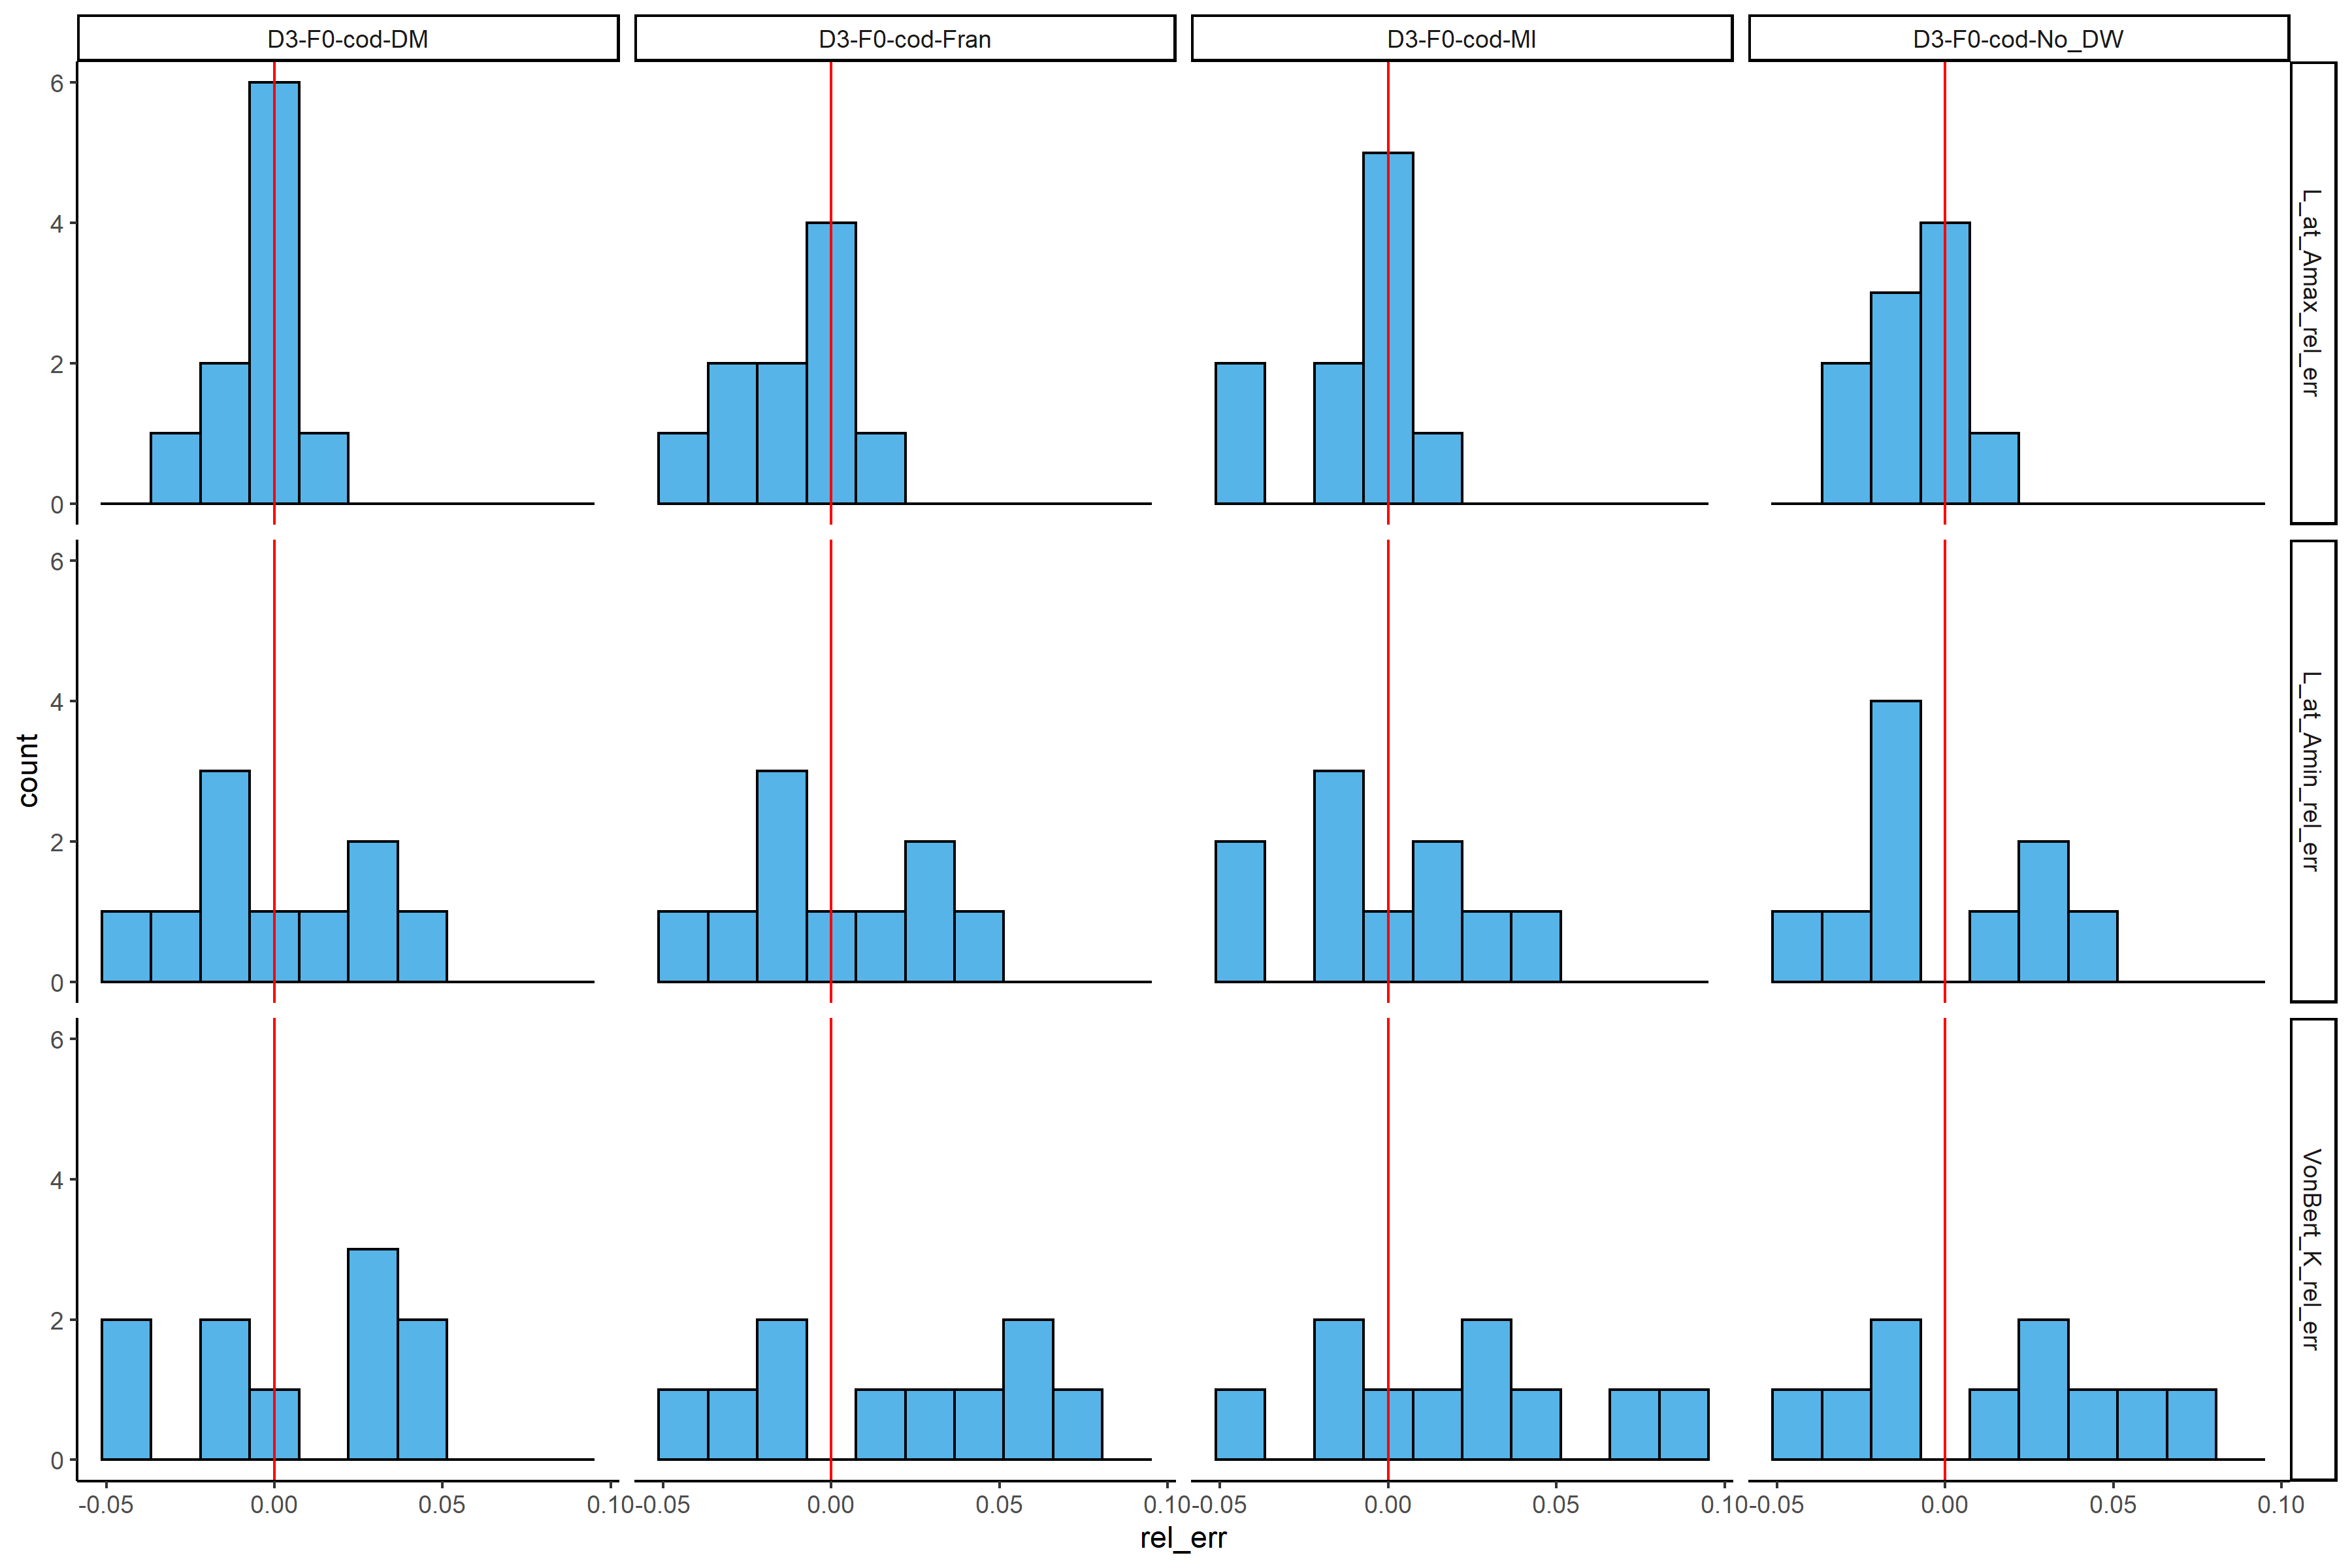 D3-F0-cod-DM D3-F0-cod-Fran D3-F0-cod-MI D3-F0-cod-No_DW
6
4
2
0
L_at_Amax_rel_err
6
4
2
0
L_at_Amin_rel_err
count
6
4
2
0
VonBert_K_rel_err
-0.05 0.00 0.05 0.10 -0.05 0.00 0.05 0.10 -0.05 0.00 0.05 0.10 -0.05 0.00 0.05 0.10
rel_err